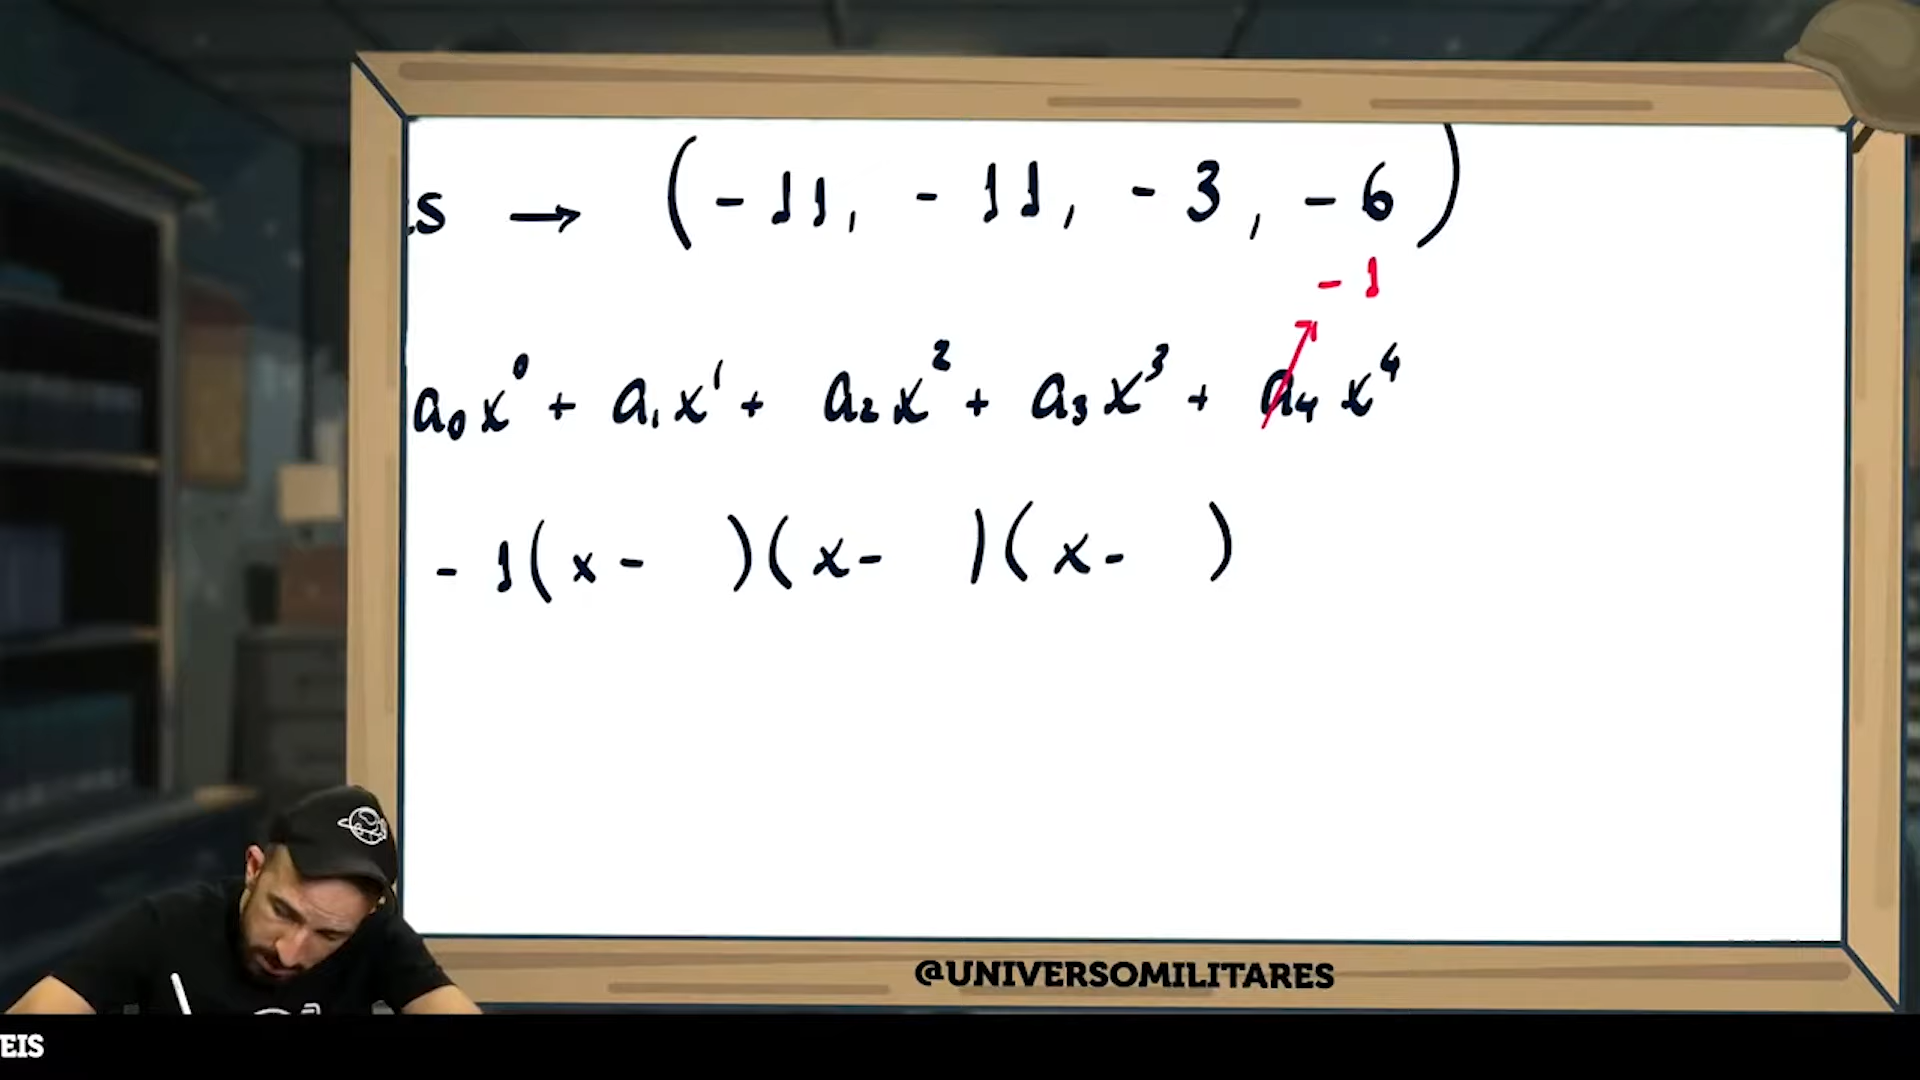 s → (-11, -11, -3, -6)
-1
a₀x⁰ + a₁x¹ + a₂x² + a₃x³ + a₄x⁴
-1(x- )(x- )(x- )
@UNIVERSOMILITARES
EIS